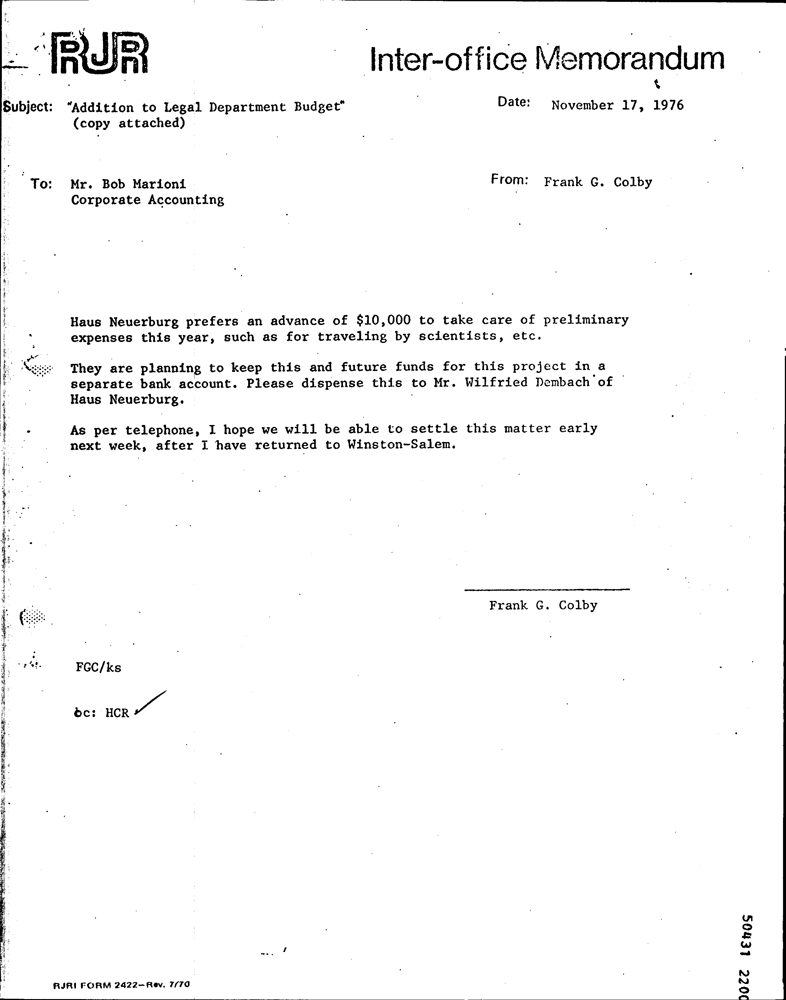 RJR
Inter-office Memorandum
Subject: "Addition to Legal Department Budget"
(copy attached)
Date: November 17, 1976
To: Mr. Bob Marioni
Corporate Accounting
From: Frank G. Colby
Haus Neuerburg prefers an advance of $10,000 to take care of preliminary
expenses this year, such as for traveling by scientists, etc.
They are planning to keep this and future funds for this project in a
separate bank account. Please dispense this to Mr. Wilfried Dembach of
Haus Neuerburg.
As per telephone, I hope we will be able to settle this matter early
next week, after I have returned to Winston-Salem.
Frank G. Colby
FGC/ks
bc: HCR
RJRI FORM 2422-Rev. 7/70
50431 2200